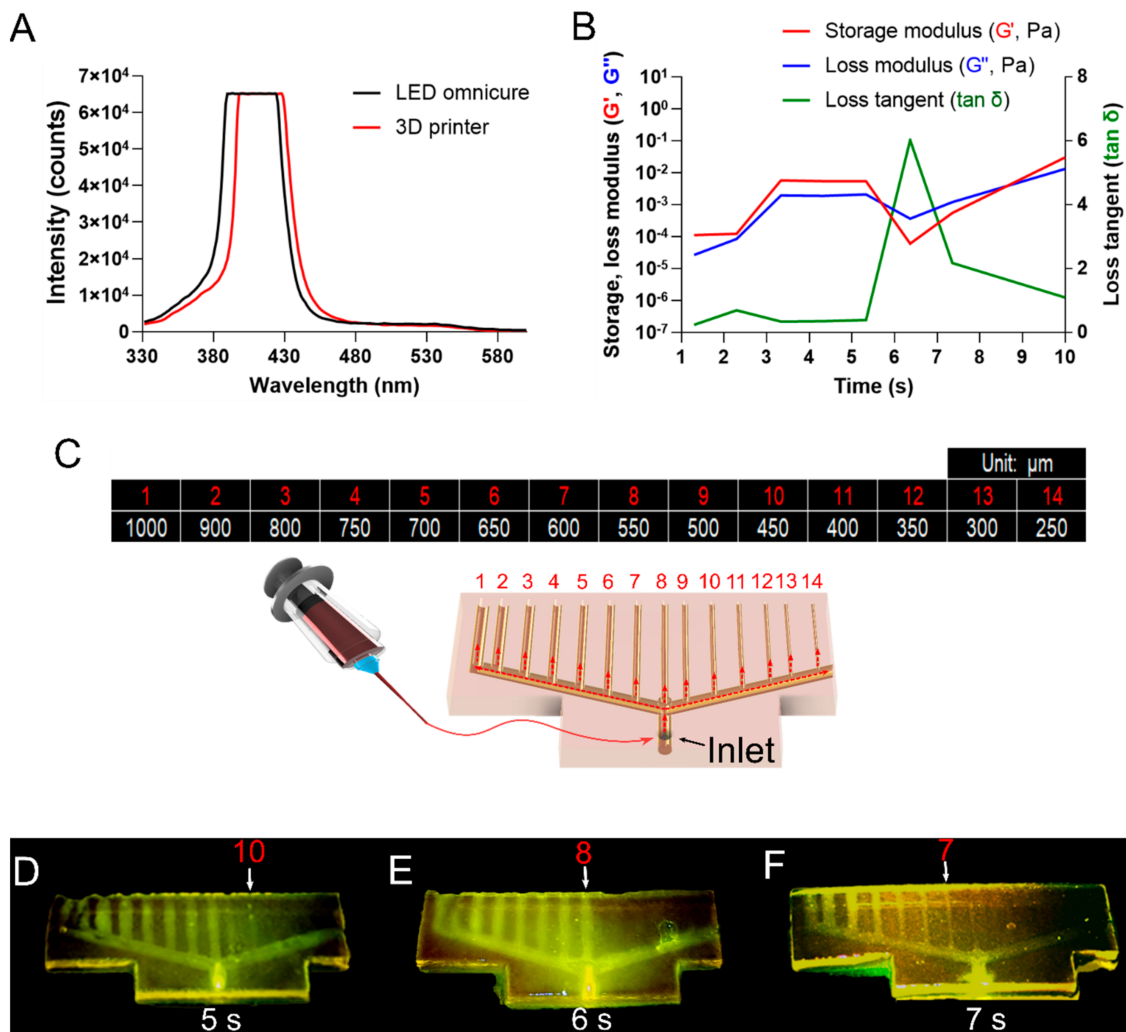 A
7×10⁴
6×10⁴
5×10⁴
4×10⁴
3×10⁴
2×10⁴
1×10⁴
0
Intensity (counts)
330 380 430 480 530 580
Wavelength (nm)
LED omnicure
3D printer
B
Storage modulus (G', Pa)
Loss modulus (G", Pa)
Loss tangent (tan δ)
10¹
10⁰
10⁻¹
10⁻²
10⁻³
10⁻⁴
10⁻⁵
10⁻⁶
10⁻⁷
Storage, loss modulus (G', G")
8
6
4
2
0
Loss tangent (tan δ)
1 2 3 4 5 6 7 8 9 10
Time (s)
C
Unit: μm
1 2 3 4 5 6 7 8 9 10 11 12 13 14
1000 900 800 750 700 650 600 550 500 450 400 350 300 250
1 2 3 4 5 6 7 8 9 10 11 12 13 14
Inlet
D
10
5 s
E
8
6 s
F
7
7 s